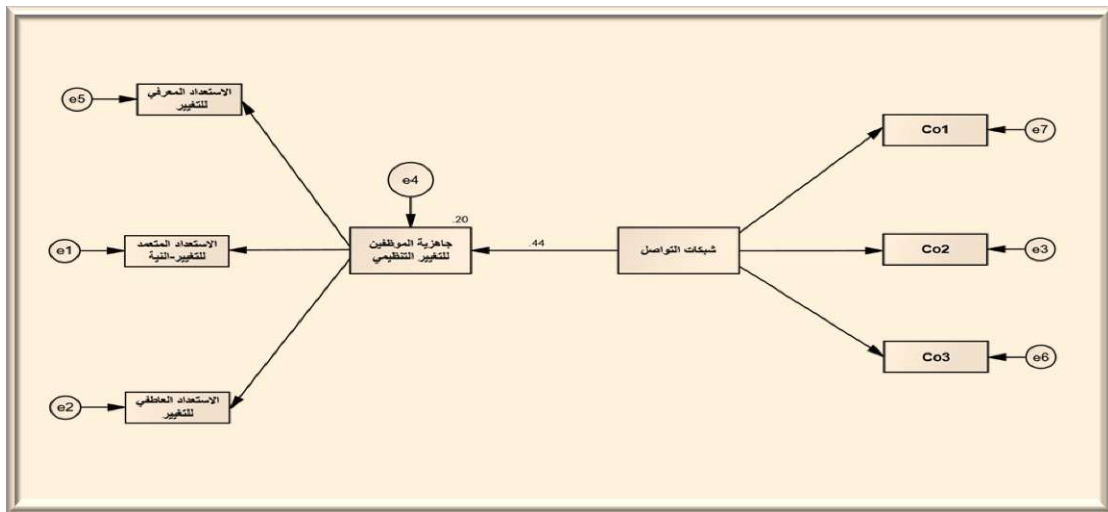 الاستعداد المعرفي
للتغيير
e5
Co1
e7
e4
.20
جاهزية الموظفين
للتغيير التنظيمي
.44
شبكات التواصل
الاستعداد المتعمد
للتغيير-النية
e1
Co2
e3
Co3
e6
الاستعداد العاطفي
للتغيير
e2